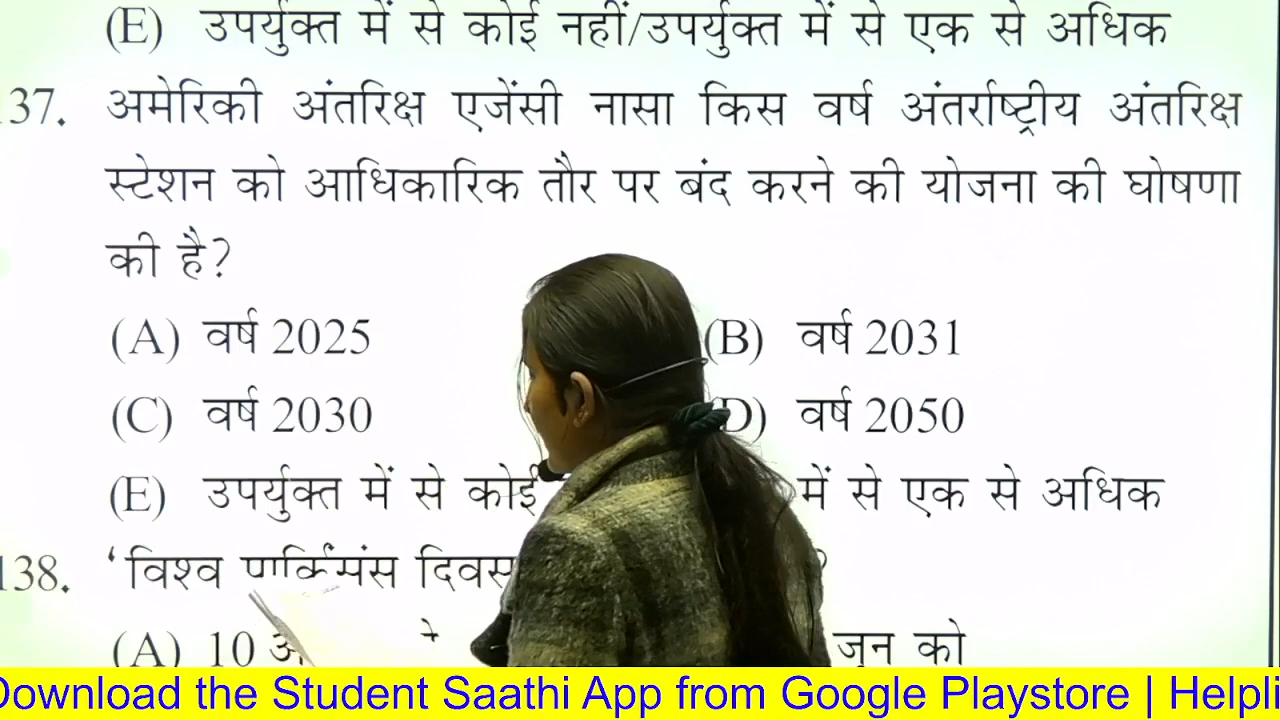 (E) उपर्युक्त में से कोई नहीं/उपर्युक्त में से एक से अधिक
137. अमेरिकी अंतरिक्ष एजेंसी नासा किस वर्ष अंतर्राष्ट्रीय अंतरिक्ष
स्टेशन को आधिकारिक तौर पर बंद करने की योजना की घोषणा
की है?
(A) वर्ष 2025 (B) वर्ष 2031
(C) वर्ष 2030 D) वर्ष 2050
(E) उपर्युक्त में से कोई में से एक से अधिक
138. ‘विश्व पार्किंसंस दिवस ?
(A) 10 जून को
Download the Student Saathi App from Google Playstore | Helpli